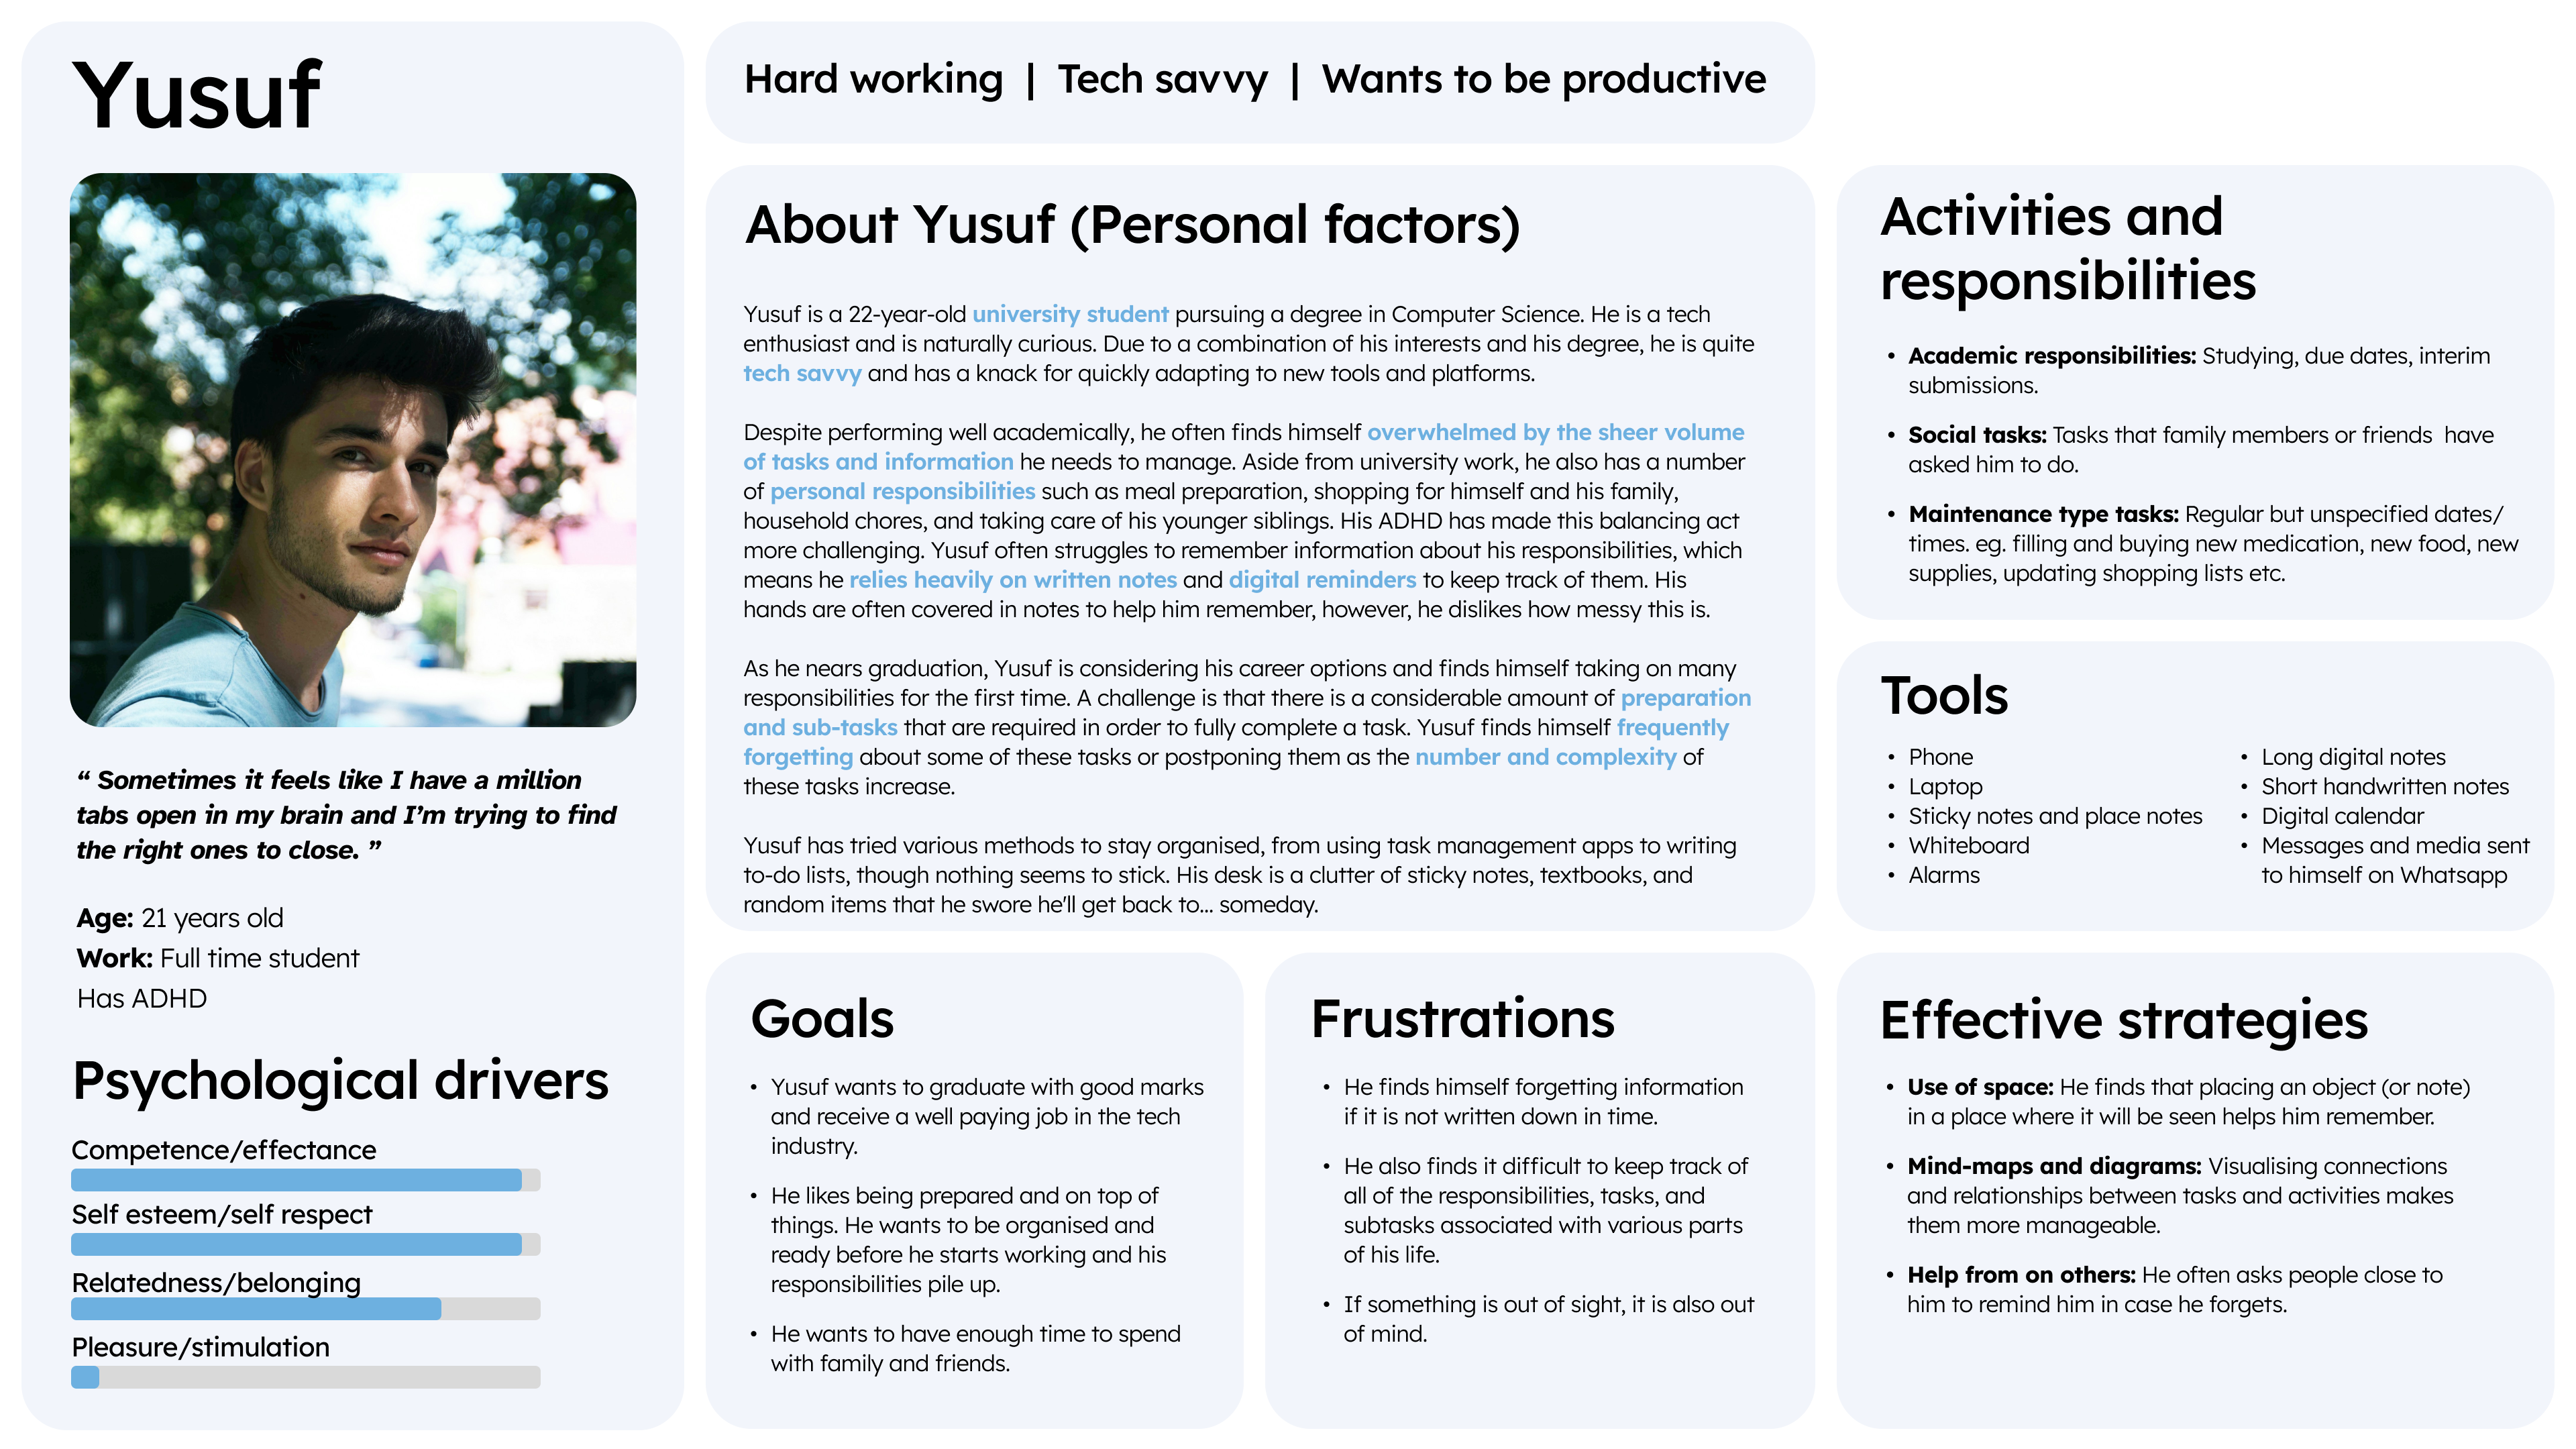 Yusuf
“ Sometimes it feels like I have a million
tabs open in my brain and I’m trying to find
the right ones to close. ”
Age: 21 years old
Work: Full time student
Has ADHD
Psychological drivers
Competence/effectance
Self esteem/self respect
Relatedness/belonging
Pleasure/stimulation
Hard working | Tech savvy | Wants to be productive
About Yusuf (Personal factors)
Yusuf is a 22-year-old university student pursuing a degree in Computer Science. He is a tech
enthusiast and is naturally curious. Due to a combination of his interests and his degree, he is quite
tech savvy and has a knack for quickly adapting to new tools and platforms.
Despite performing well academically, he often finds himself overwhelmed by the sheer volume
of tasks and information he needs to manage. Aside from university work, he also has a number
of personal responsibilities such as meal preparation, shopping for himself and his family,
household chores, and taking care of his younger siblings. His ADHD has made this balancing act
more challenging. Yusuf often struggles to remember information about his responsibilities, which
means he relies heavily on written notes and digital reminders to keep track of them. His
hands are often covered in notes to help him remember, however, he dislikes how messy this is.
As he nears graduation, Yusuf is considering his career options and finds himself taking on many
responsibilities for the first time. A challenge is that there is a considerable amount of preparation
and sub-tasks that are required in order to fully complete a task. Yusuf finds himself frequently
forgetting about some of these tasks or postponing them as the number and complexity of
these tasks increase.
Yusuf has tried various methods to stay organised, from using task management apps to writing
to-do lists, though nothing seems to stick. His desk is a clutter of sticky notes, textbooks, and
random items that he swore he'll get back to... someday.
Goals
• Yusuf wants to graduate with good marks
and receive a well paying job in the tech
industry.
• He likes being prepared and on top of
things. He wants to be organised and
ready before he starts working and his
responsibilities pile up.
• He wants to have enough time to spend
with family and friends.
Frustrations
• He finds himself forgetting information
if it is not written down in time.
• He also finds it difficult to keep track of
all of the responsibilities, tasks, and
subtasks associated with various parts
of his life.
• If something is out of sight, it is also out
of mind.
Activities and
responsibilities
• Academic responsibilities: Studying, due dates, interim
submissions.
• Social tasks: Tasks that family members or friends  have
asked him to do.
• Maintenance type tasks: Regular but unspecified dates/
times. eg. filling and buying new medication, new food, new
supplies, updating shopping lists etc.
Tools
• Phone
• Laptop
• Sticky notes and place notes
• Whiteboard
• Alarms
• Long digital notes
• Short handwritten notes
• Digital calendar
• Messages and media sent
to himself on Whatsapp
Effective strategies
• Use of space: He finds that placing an object (or note)
in a place where it will be seen helps him remember.
• Mind-maps and diagrams: Visualising connections
and relationships between tasks and activities makes
them more manageable.
• Help from on others: He often asks people close to
him to remind him in case he forgets.